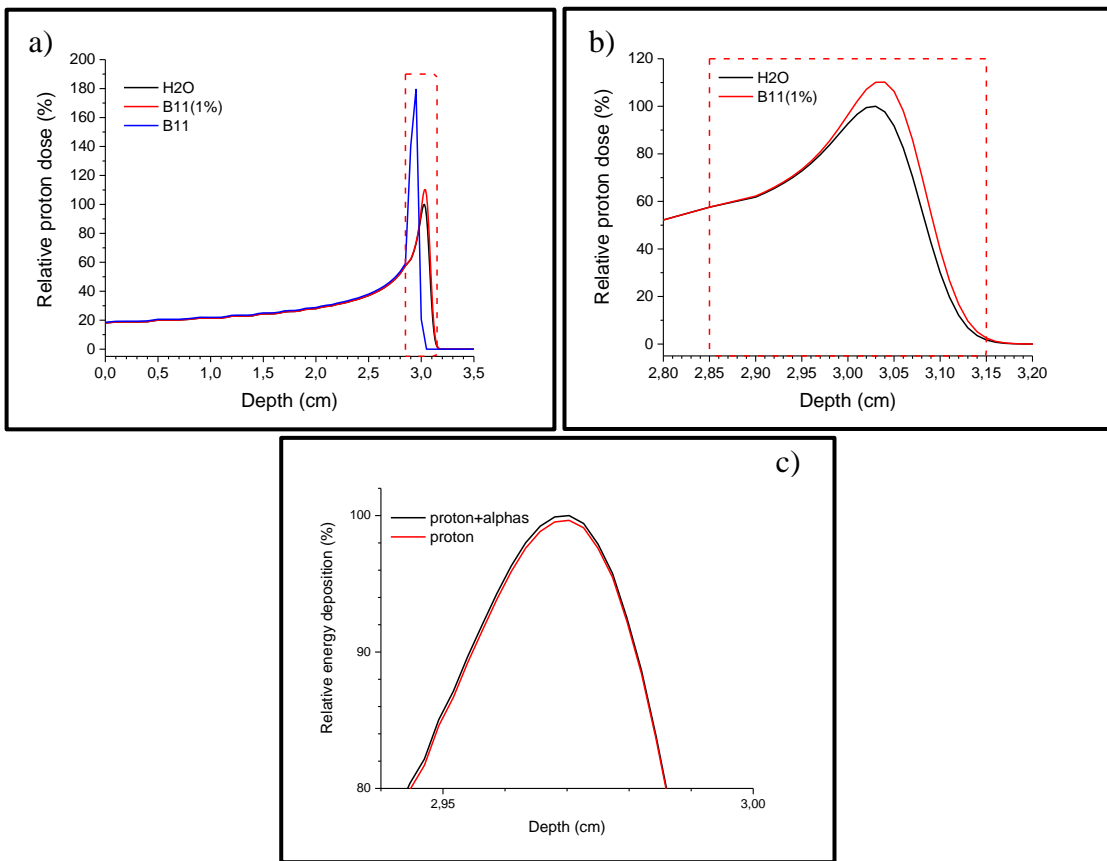 a)
200
180
160
140
120
100
80
60
40
20
0
Relative proton dose (%)
H2O
B11(1%)
B11
0,0 0,5 1,0 1,5 2,0 2,5 3,0 3,5
Depth (cm)
b)
120
100
80
60
40
20
0
Relative proton dose (%)
H2O
B11(1%)
2,80 2,85 2,90 2,95 3,00 3,05 3,10 3,15 3,20
Depth (cm)
c)
100
90
80
Relative energy deposition (%)
proton+alphas
proton
2,95 3,00
Depth (cm)